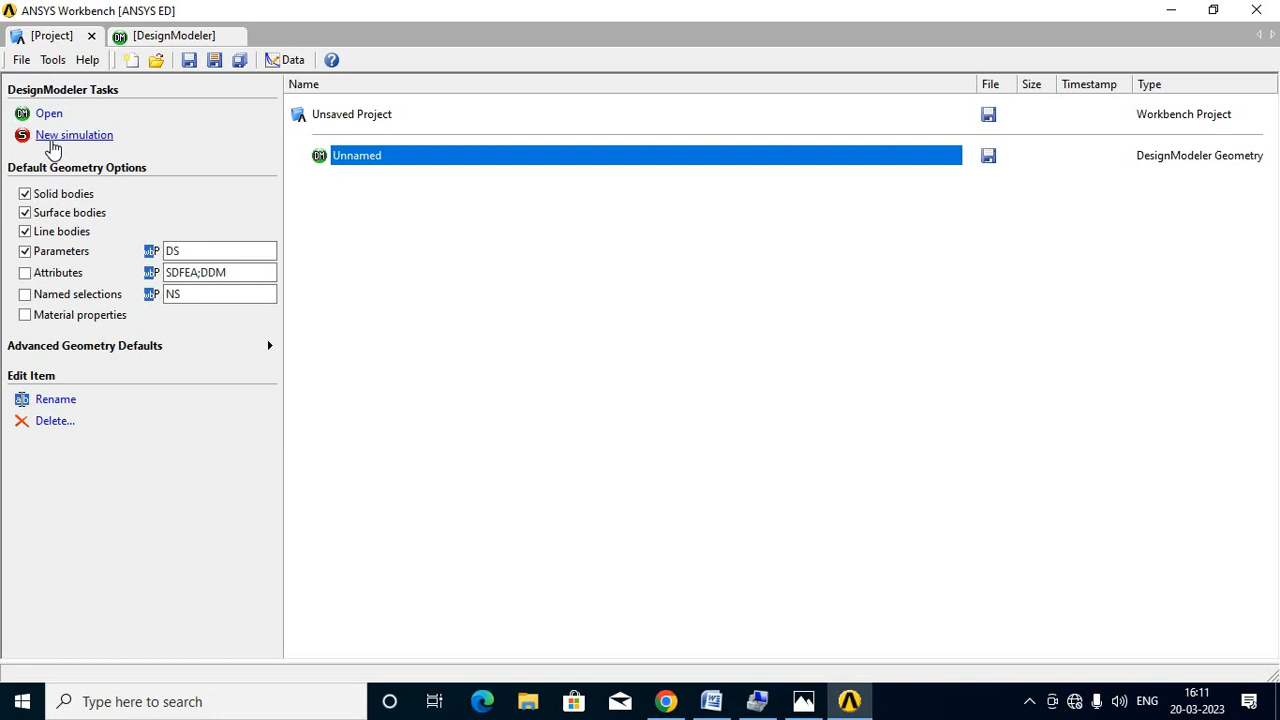 ANSYS Workbench [ANSYS ED]
[Project]
[DesignModeler]
File Tools Help Data
DesignModeler Tasks
Open
New simulation
Default Geometry Options
Solid bodies
Surface bodies
Line bodies
Parameters wbP DS
Attributes wbP SDFEA;DDM
Named selections wbP NS
Material properties
Advanced Geometry Defaults
Edit Item
Rename
Delete...
Name File Size Timestamp Type
Unsaved Project Workbench Project
Unnamed DesignModeler Geometry
Type here to search
ENG
16:11
20-03-2023